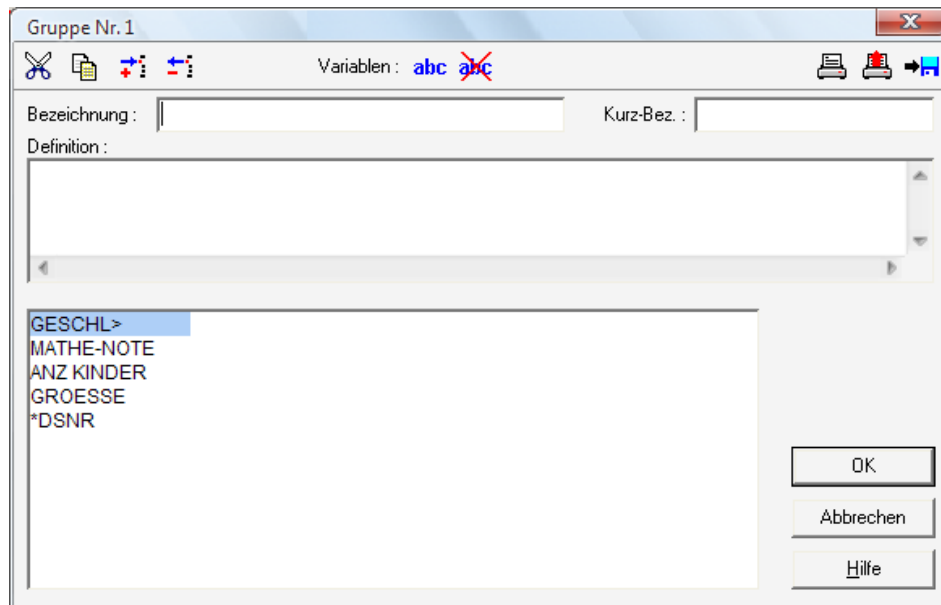 Gruppe Nr. 1
Variablen : abc abc
Bezeichnung :
Kurz-Bez. :
Definition :
GESCHL>
MATHE-NOTE
ANZ KINDER
GROESSE
*DSNR
OK
Abbrechen
Hilfe